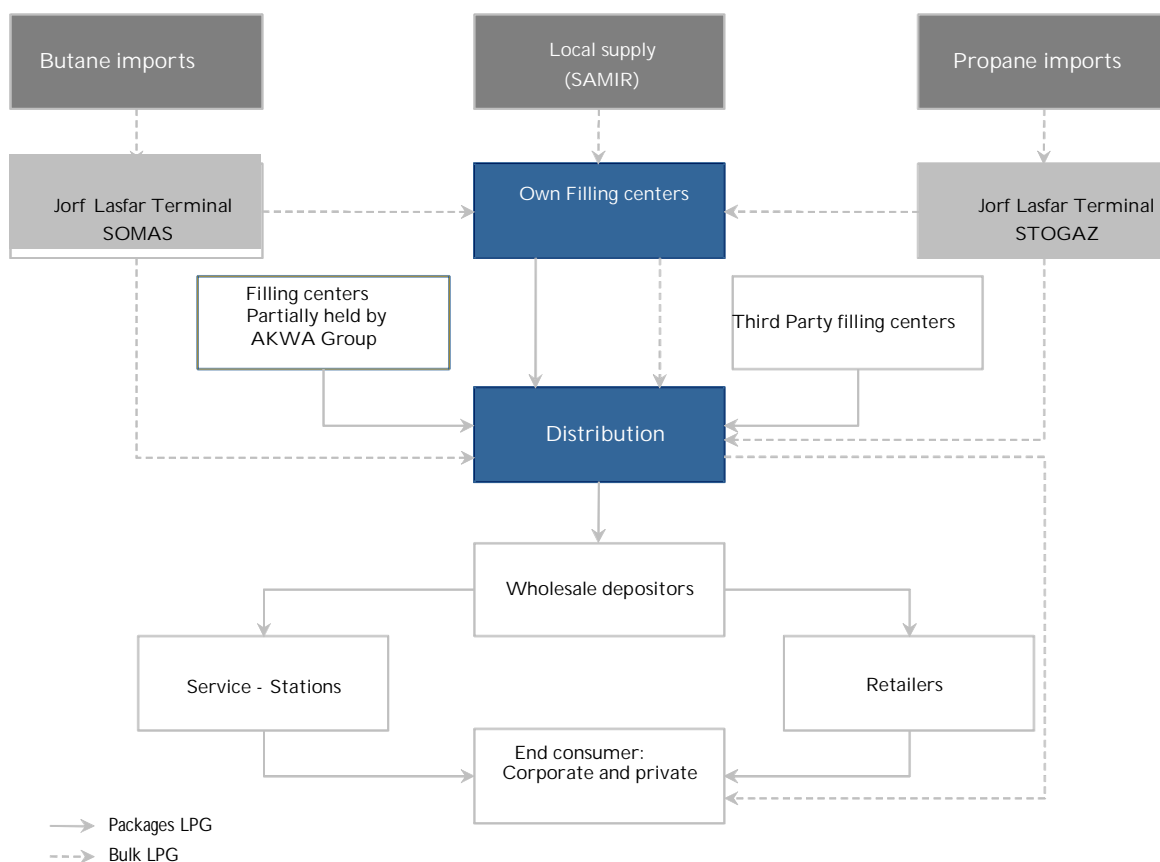 Butane imports
Local supply
(SAMIR)
Propane imports
Jorf Lasfar Terminal
SOMAS
Own Filling centers
Jorf Lasfar Terminal
STOGAZ
Filling centers
Partially held by
AKWA Group
Third Party filling centers
Distribution
Wholesale depositors
Service - Stations
Retailers
End consumer:
Corporate and private
Packages LPG
Bulk LPG